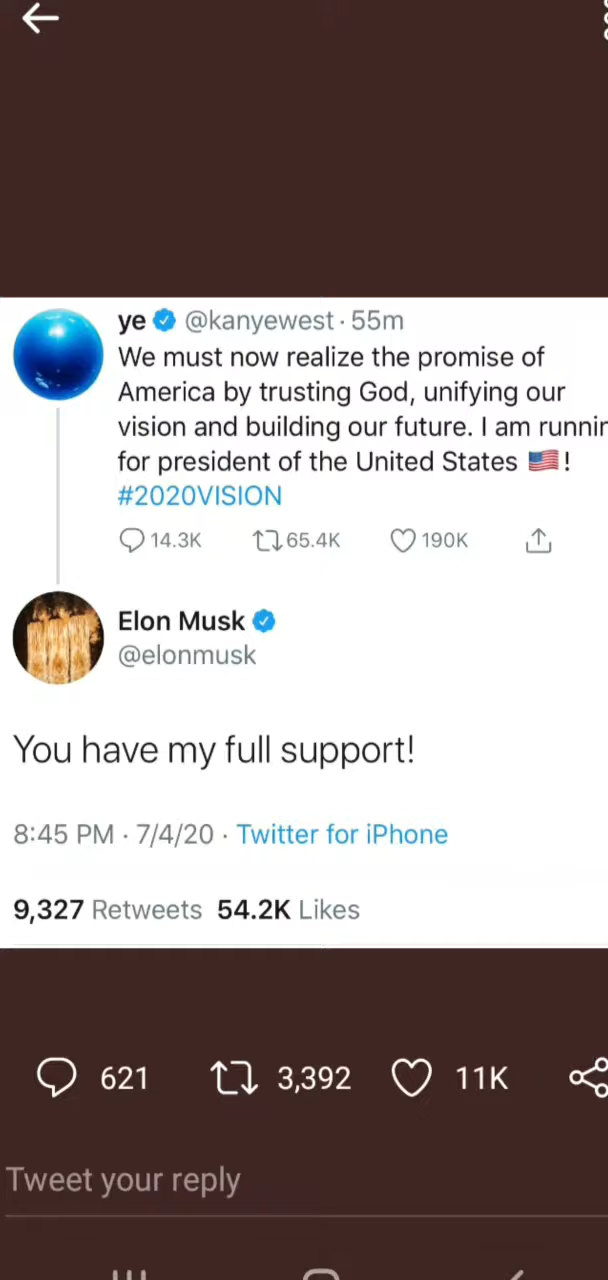 ye @kanyewest · 55m
We must now realize the promise of
America by trusting God, unifying our
vision and building our future. I am runnin
for president of the United States 🇺🇸!
#2020VISION
14.3K 65.4K 190K
Elon Musk
@elonmusk
You have my full support!
8:45 PM · 7/4/20 · Twitter for iPhone
9,327 Retweets 54.2K Likes
621 3,392 11K
Tweet your reply